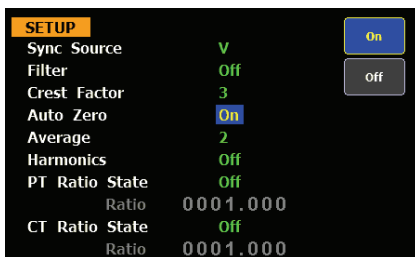 SETUP
Sync Source V
Filter Off
Crest Factor 3
Auto Zero On
Average 2
Harmonics Off
PT Ratio State Off
Ratio 0001.000
CT Ratio State Off
Ratio 0001.000
On
Off